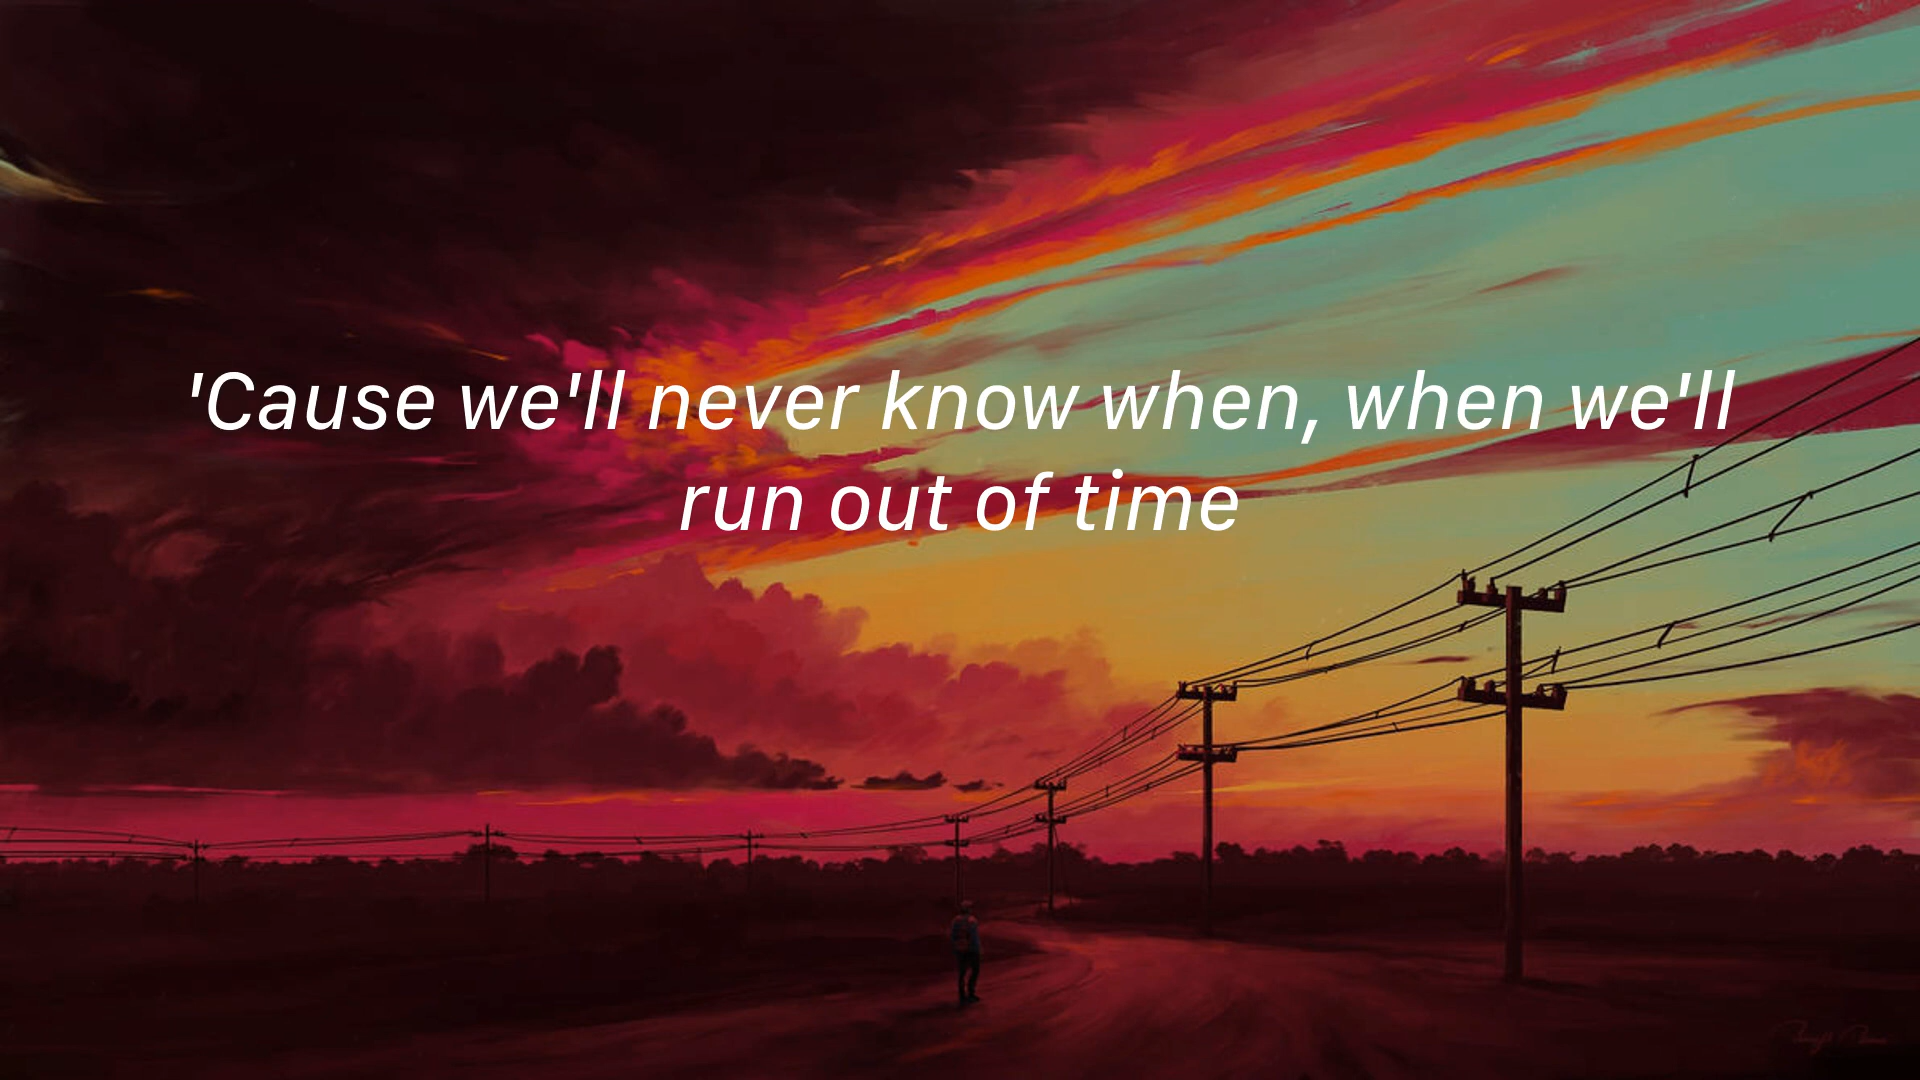 'Cause we'll never know when, when we'll
run out of time